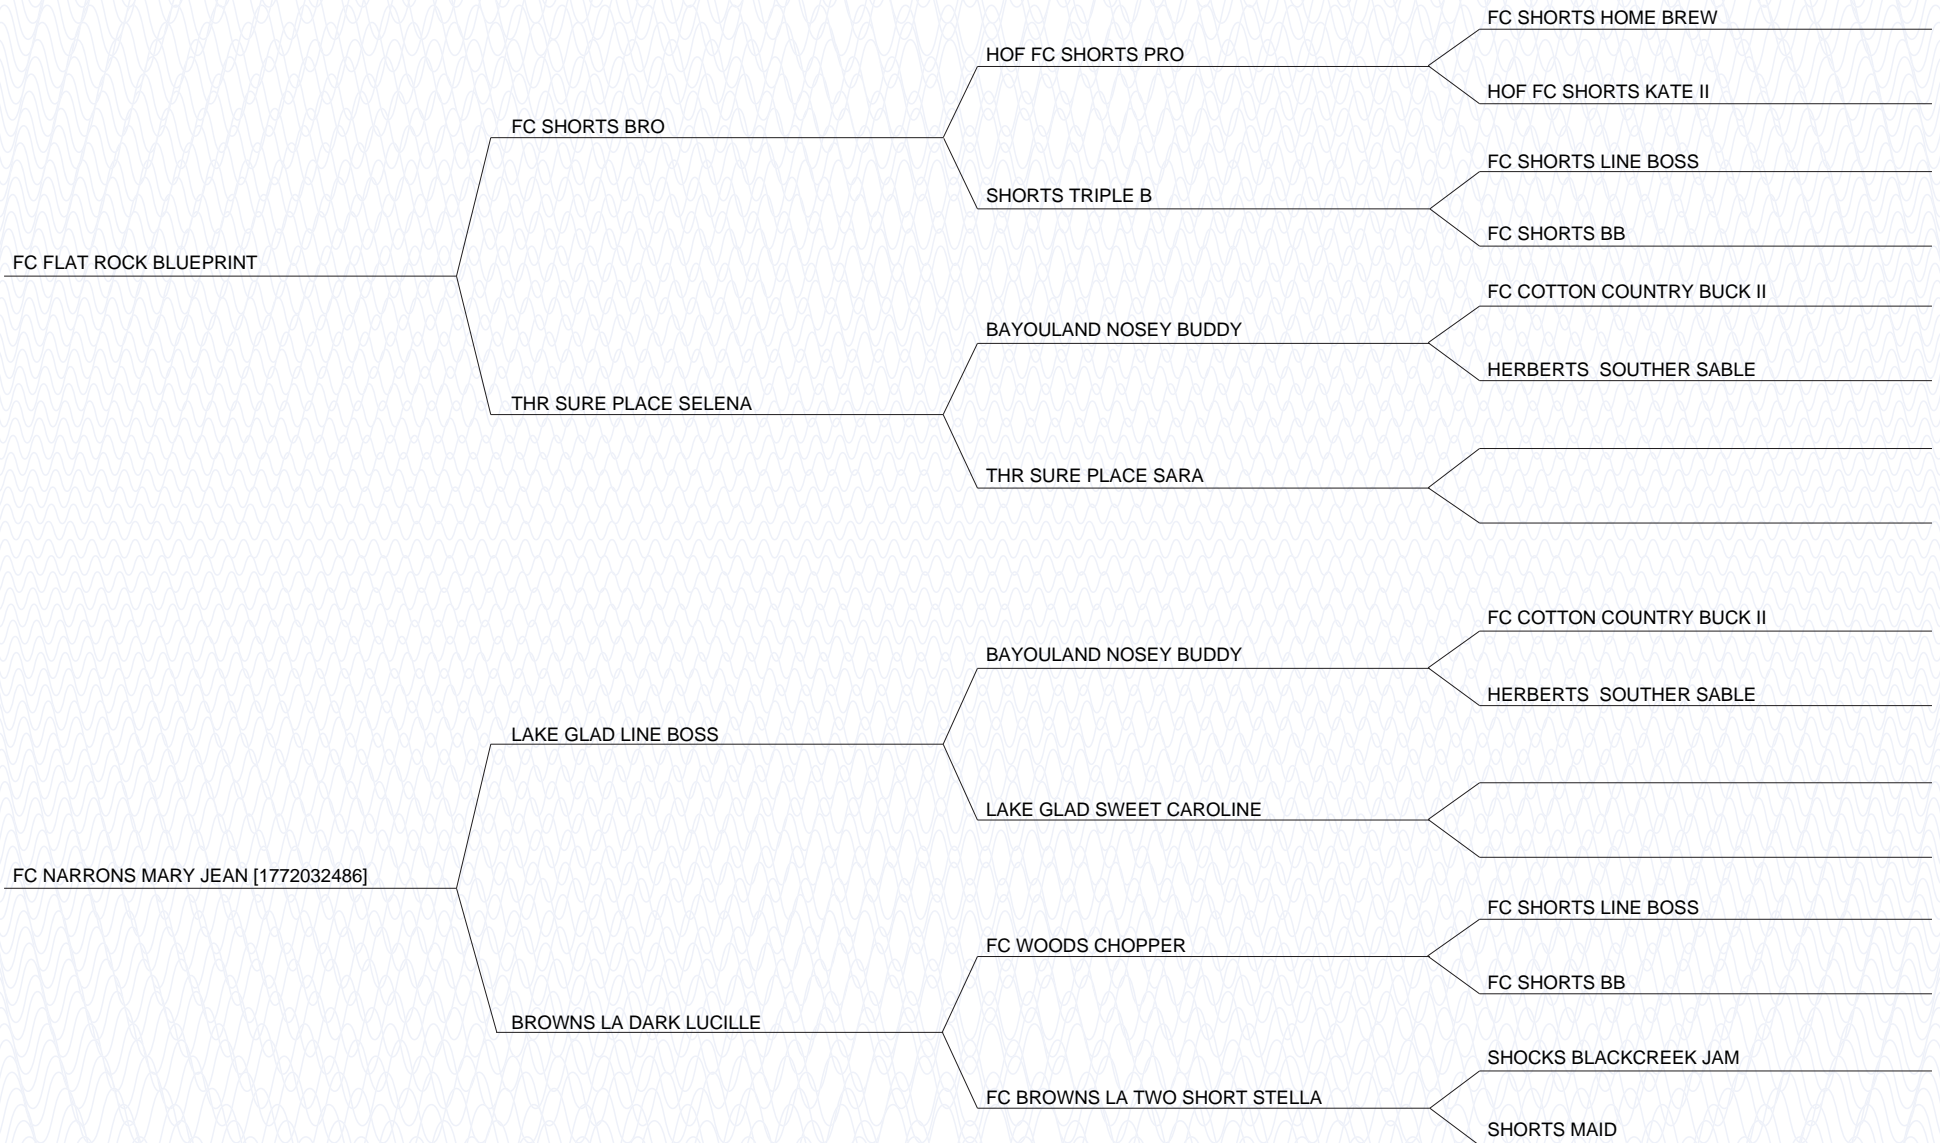 FC SHORTS HOME BREW
HOF FC SHORTS PRO
HOF FC SHORTS KATE II
FC SHORTS BRO
FC SHORTS LINE BOSS
SHORTS TRIPLE B
FC SHORTS BB
FC FLAT ROCK BLUEPRINT
FC COTTON COUNTRY BUCK II
BAYOULAND NOSEY BUDDY
HERBERTS  SOUTHER SABLE
THR SURE PLACE SELENA
THR SURE PLACE SARA
FC COTTON COUNTRY BUCK II
BAYOULAND NOSEY BUDDY
HERBERTS  SOUTHER SABLE
LAKE GLAD LINE BOSS
LAKE GLAD SWEET CAROLINE
FC NARRONS MARY JEAN [1772032486]
FC SHORTS LINE BOSS
FC WOODS CHOPPER
FC SHORTS BB
BROWNS LA DARK LUCILLE
SHOCKS BLACKCREEK JAM
FC BROWNS LA TWO SHORT STELLA
SHORTS MAID